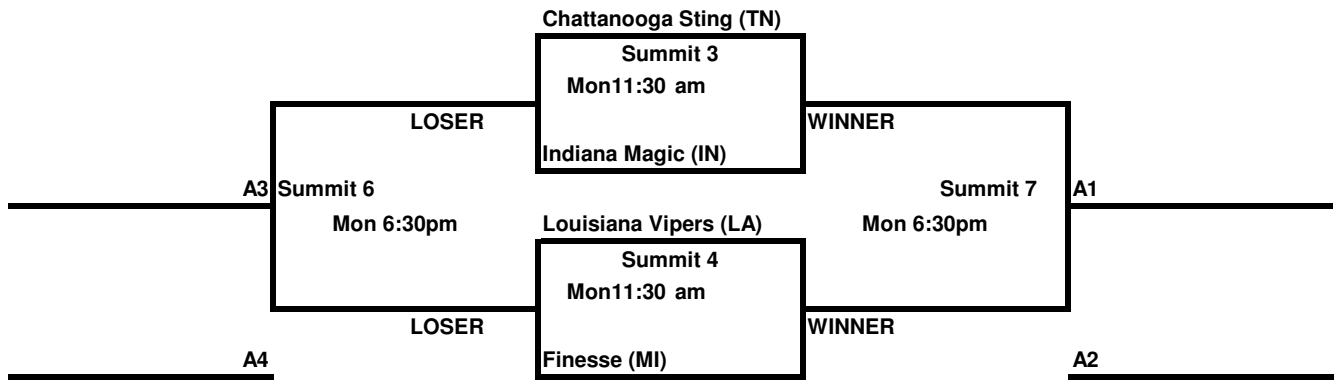 Chattanooga Sting (TN)
Summit 3
Mon11:30 am
LOSER
WINNER
Indiana Magic (IN)
A3 Summit 6
Summit 7 A1
Mon 6:30pm
Louisiana Vipers (LA)
Mon 6:30pm
Summit 4
Mon11:30 am
LOSER
WINNER
A4
Finesse (MI)
A2